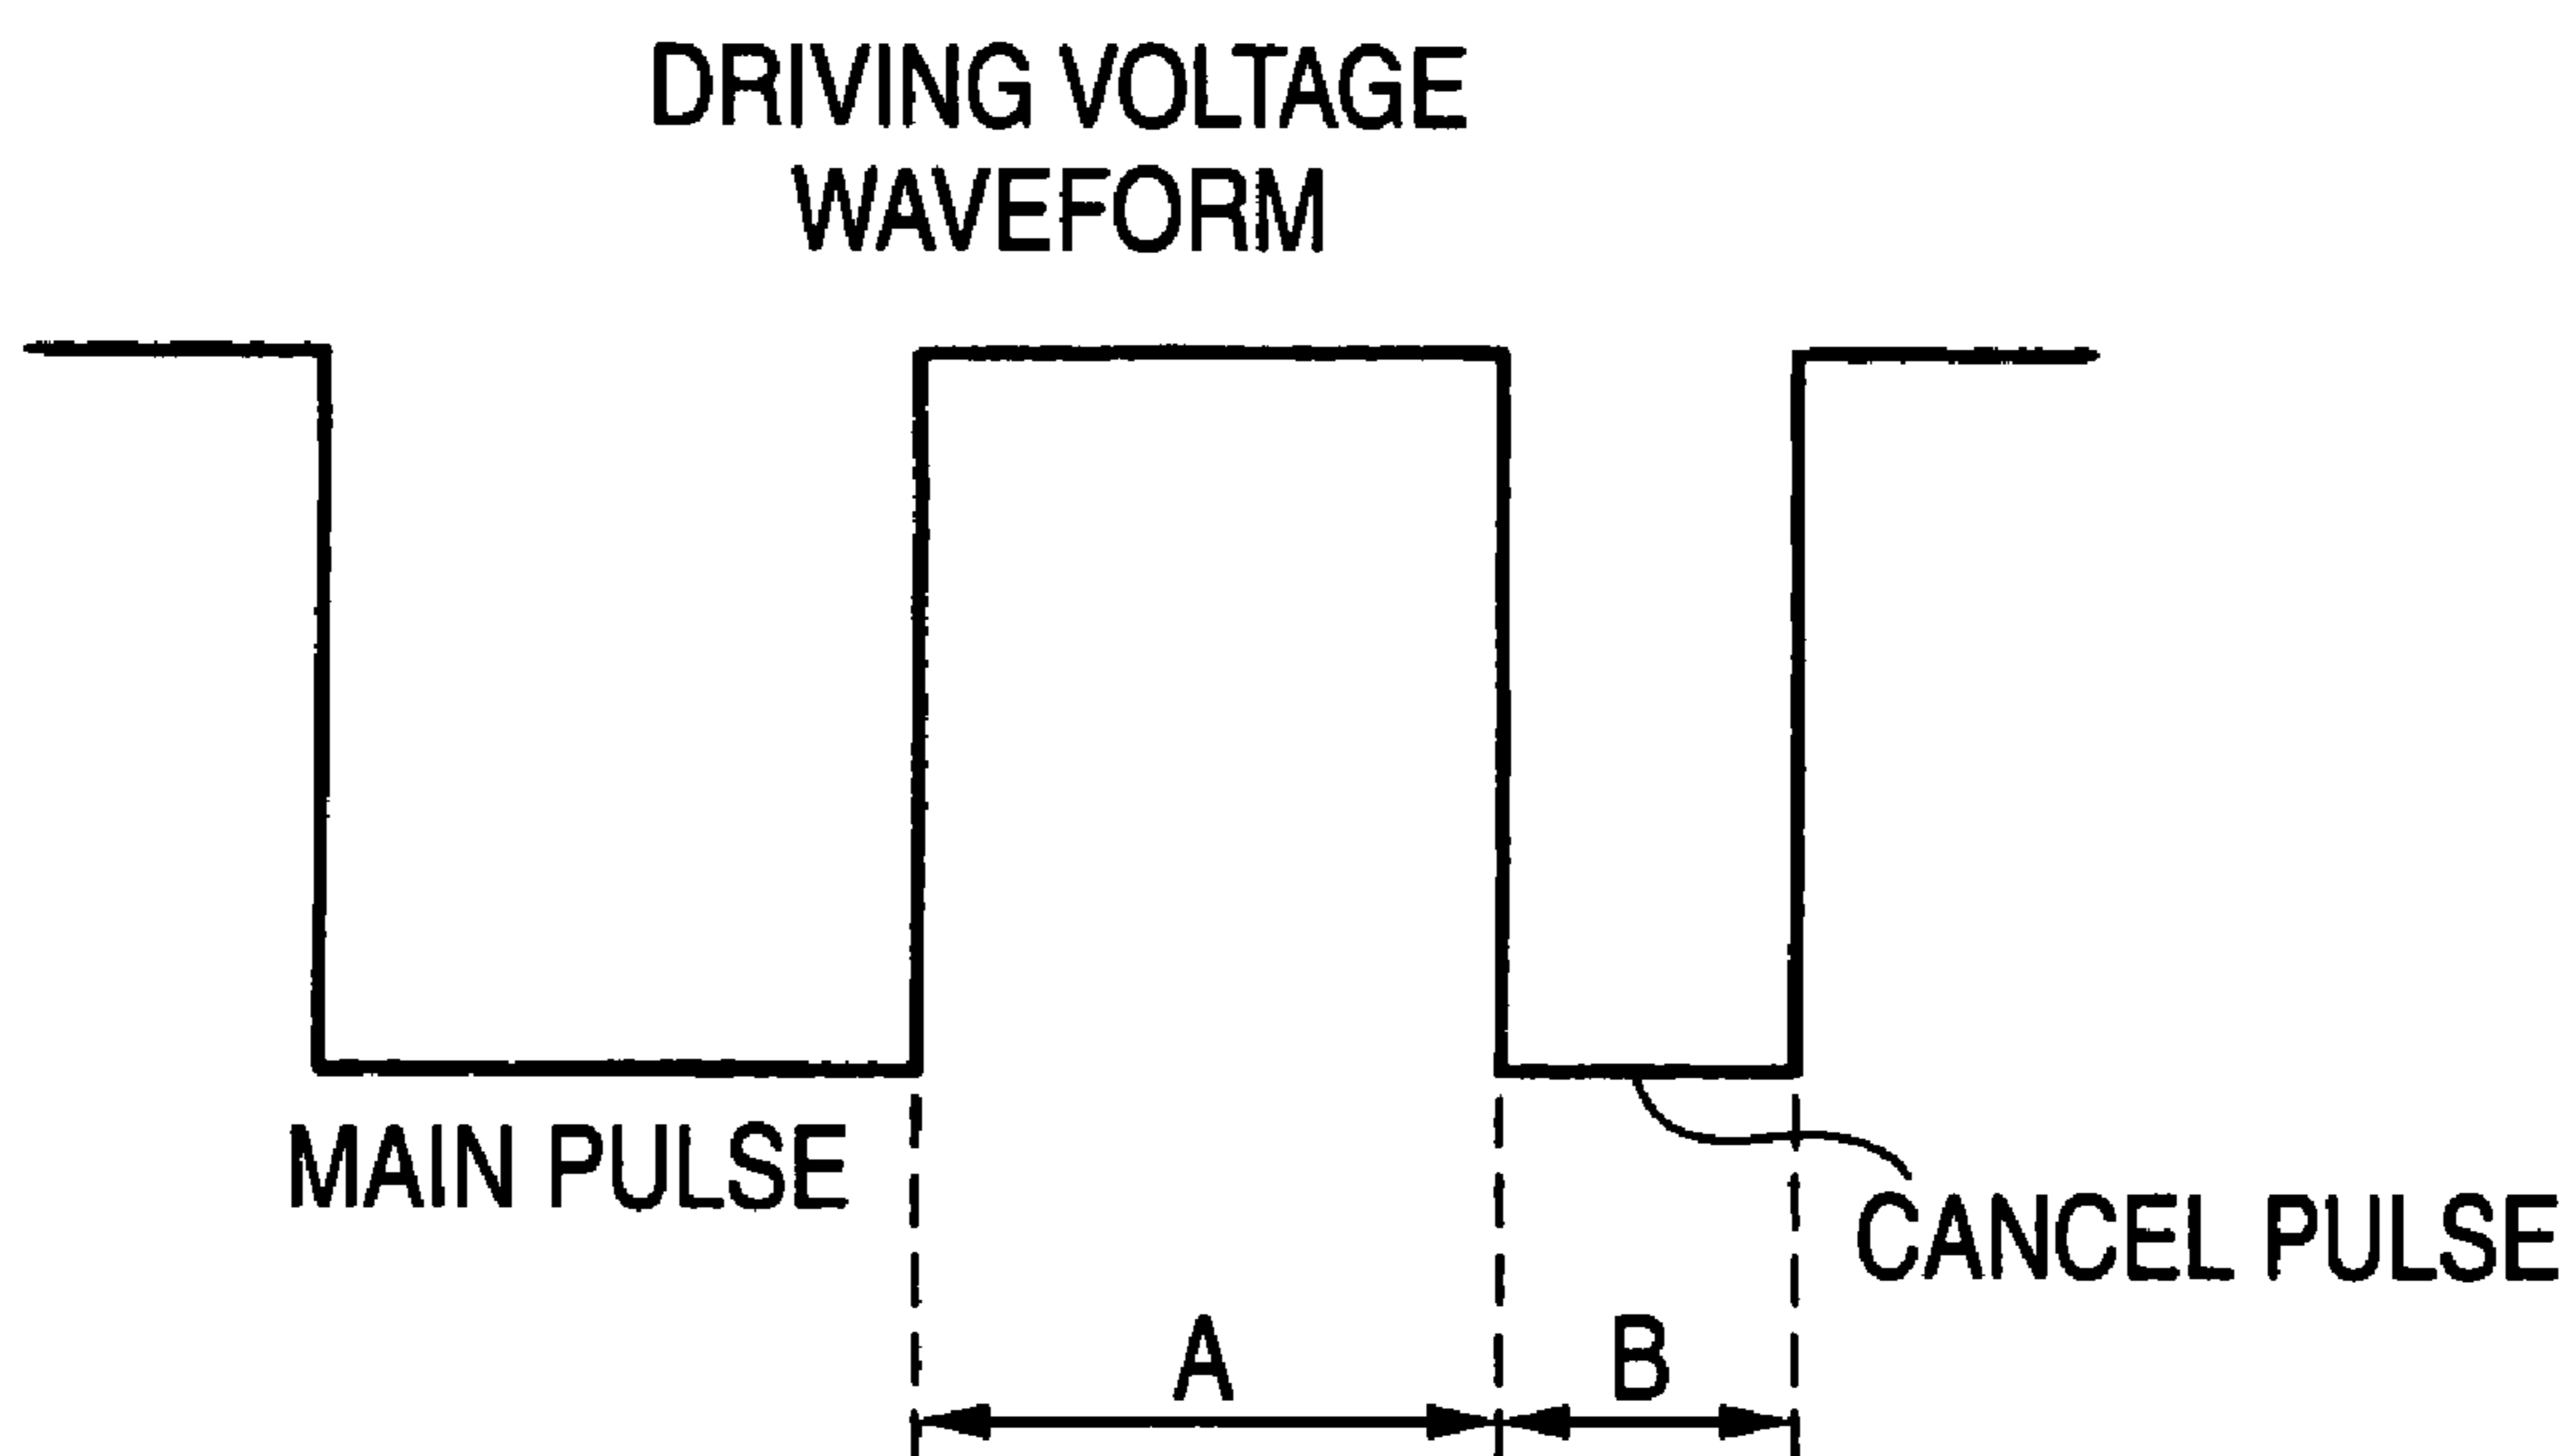 DRIVING VOLTAGE
WAVEFORM
MAIN PULSE
CANCEL PULSE
A
B